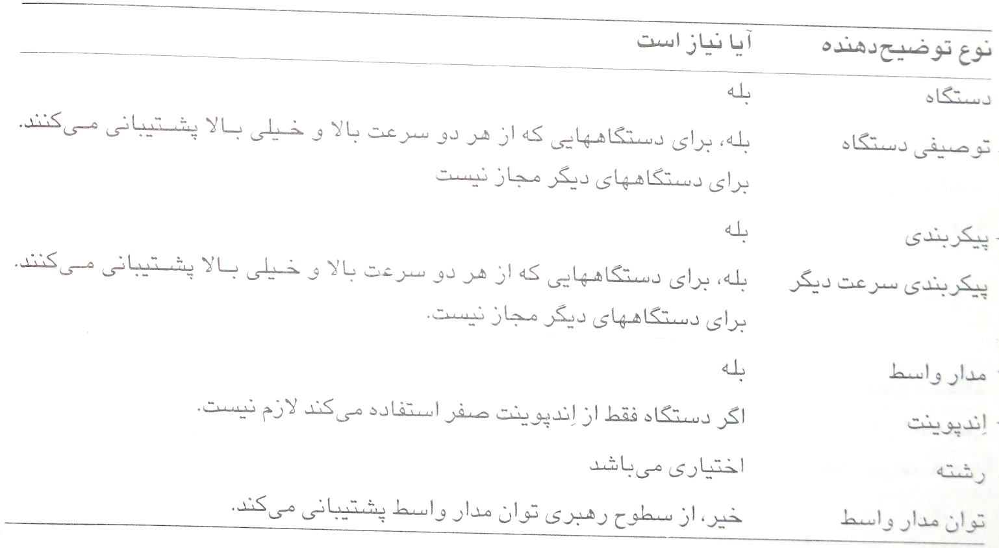 نوع توضیح‌دهنده آیا نیاز است
دستگاه بله
توصیفی دستگاه بله، برای دستگاههایی که از هر دو سرعت بالا و خیلی بالا پشتیبانی می‌کنند.
برای دستگاههای دیگر مجاز نیست
پیکربندی بله
پیکربندی سرعت دیگر بله، برای دستگاههایی که از هر دو سرعت بالا و خیلی بالا پشتیبانی می‌کنند.
برای دستگاههای دیگر مجاز نیست.
مدار واسط بله
اِندپوینت اگر دستگاه فقط از اِندپوینت صفر استفاده می‌کند لازم نیست.
رشته اختیاری می‌باشد
توان مدار واسط خیر، از سطوح رهبری توان مدار واسط پشتیبانی می‌کند.